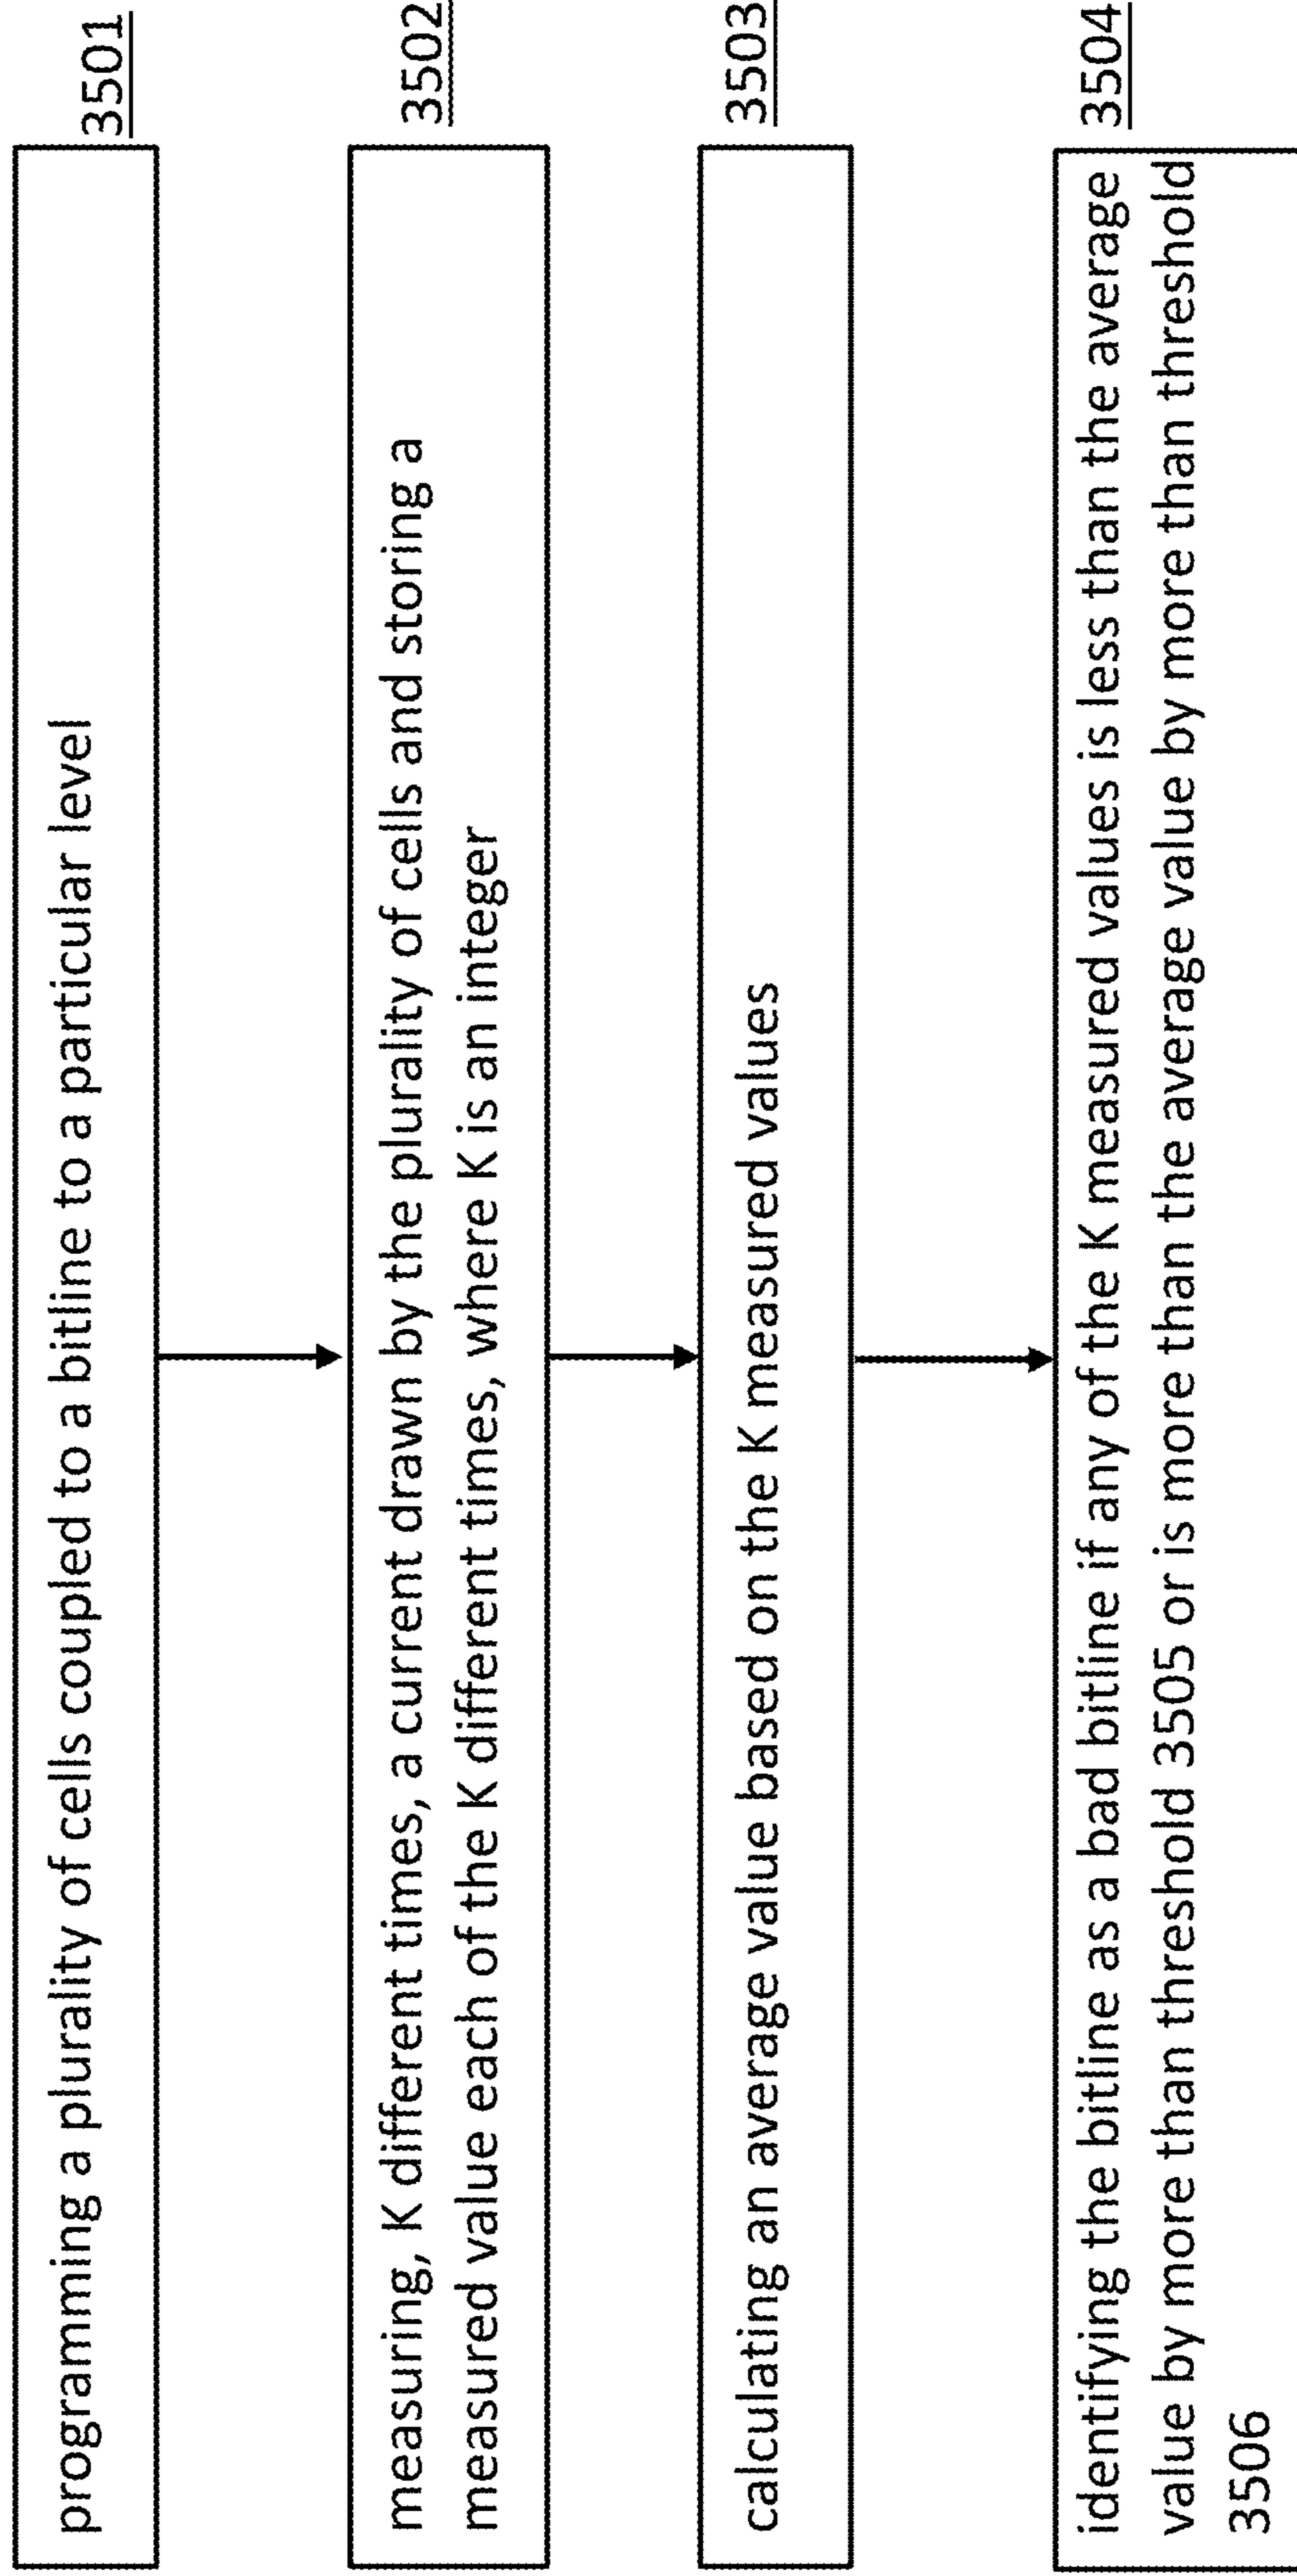 programming a plurality of cells coupled to a bitline to a particular level
3501
measuring, K different times, a current drawn by the plurality of cells and storing a
measured value each of the K different times, where K is an integer
3502
calculating an average value based on the K measured values
3503
identifying the bitline as a bad bitline if any of the K measured values is less than the average
value by more than threshold 3505 or is more than the average value by more than threshold
3506
3504